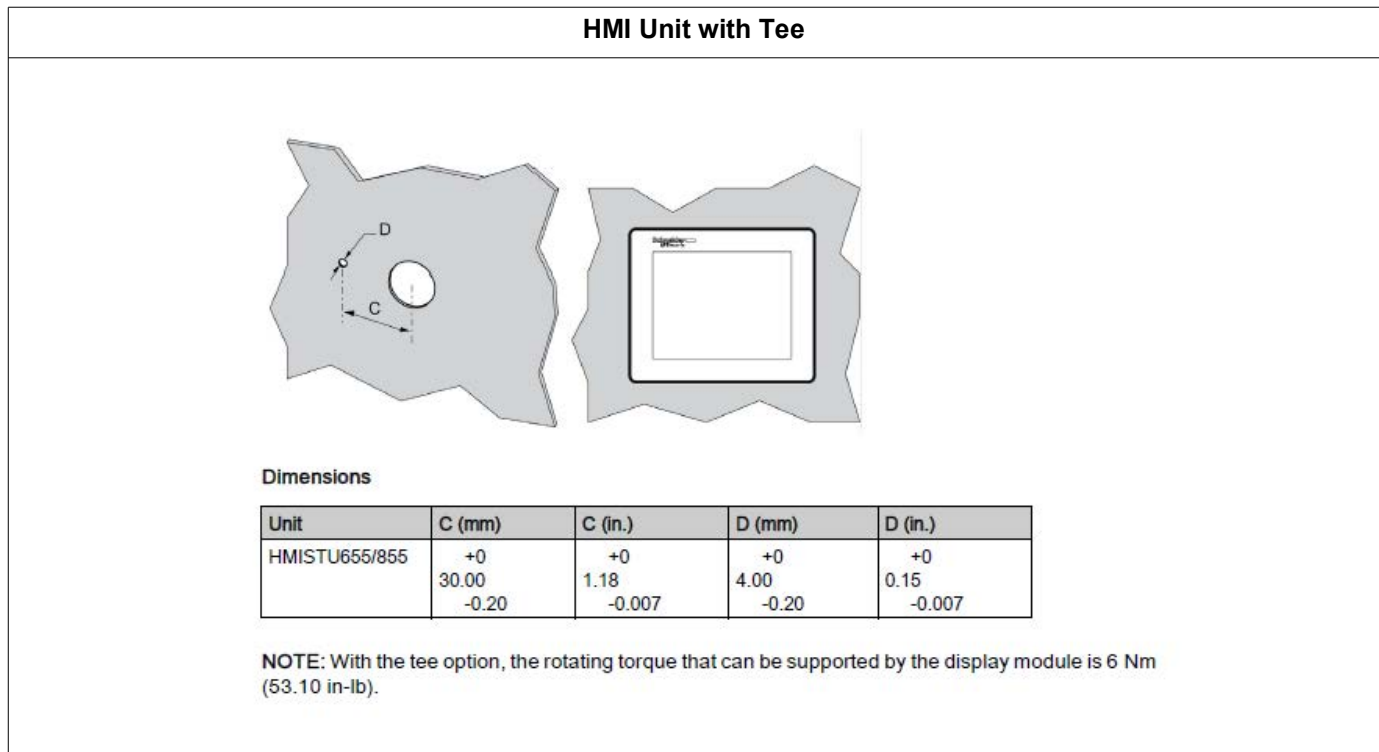 HMI Unit with Tee
D
C
Schneider
Dimensions
Unit C (mm) C (in.) D (mm) D (in.)
HMISTU655/855 +0 +0 +0 +0
30.00 1.18 4.00 0.15
-0.20 -0.007 -0.20 -0.007
NOTE: With the tee option, the rotating torque that can be supported by the display module is 6 Nm
(53.10 in-lb).